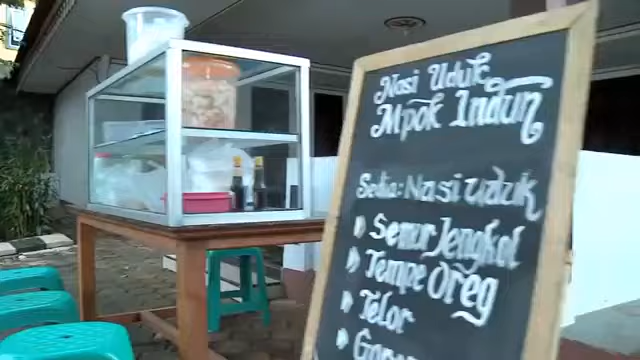 Nasi Uduk
Mpok Indun
Sedia: Nasi uduk
Semur Jengkol
Tempe Oreg
Telor